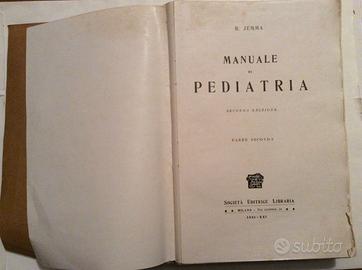 R. JEMMA
MANUALE
DI
PEDIATRIA
SECONDA EDIZIONE
PARTE SECONDA
SOCIETÀ EDITRICE LIBRARIA
MILANO
subito